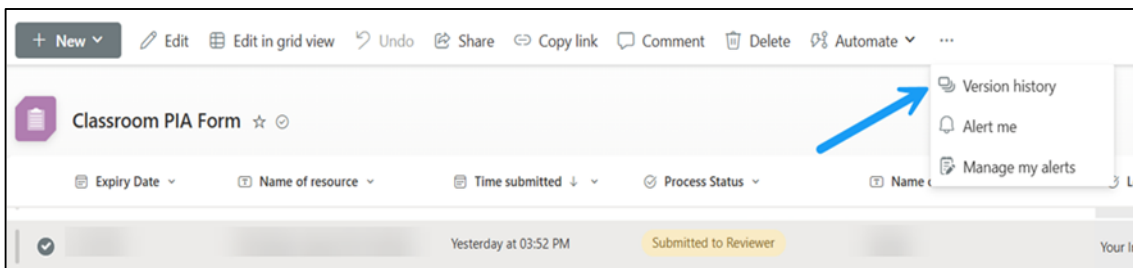 + New Edit Edit in grid view Undo Share Copy link Comment Delete Automate ...
Version history
Classroom PIA Form
Alert me
Manage my alerts
Expiry Date Name of resource Time submitted ↓ Process Status Name
Yesterday at 03:52 PM Submitted to Reviewer Your